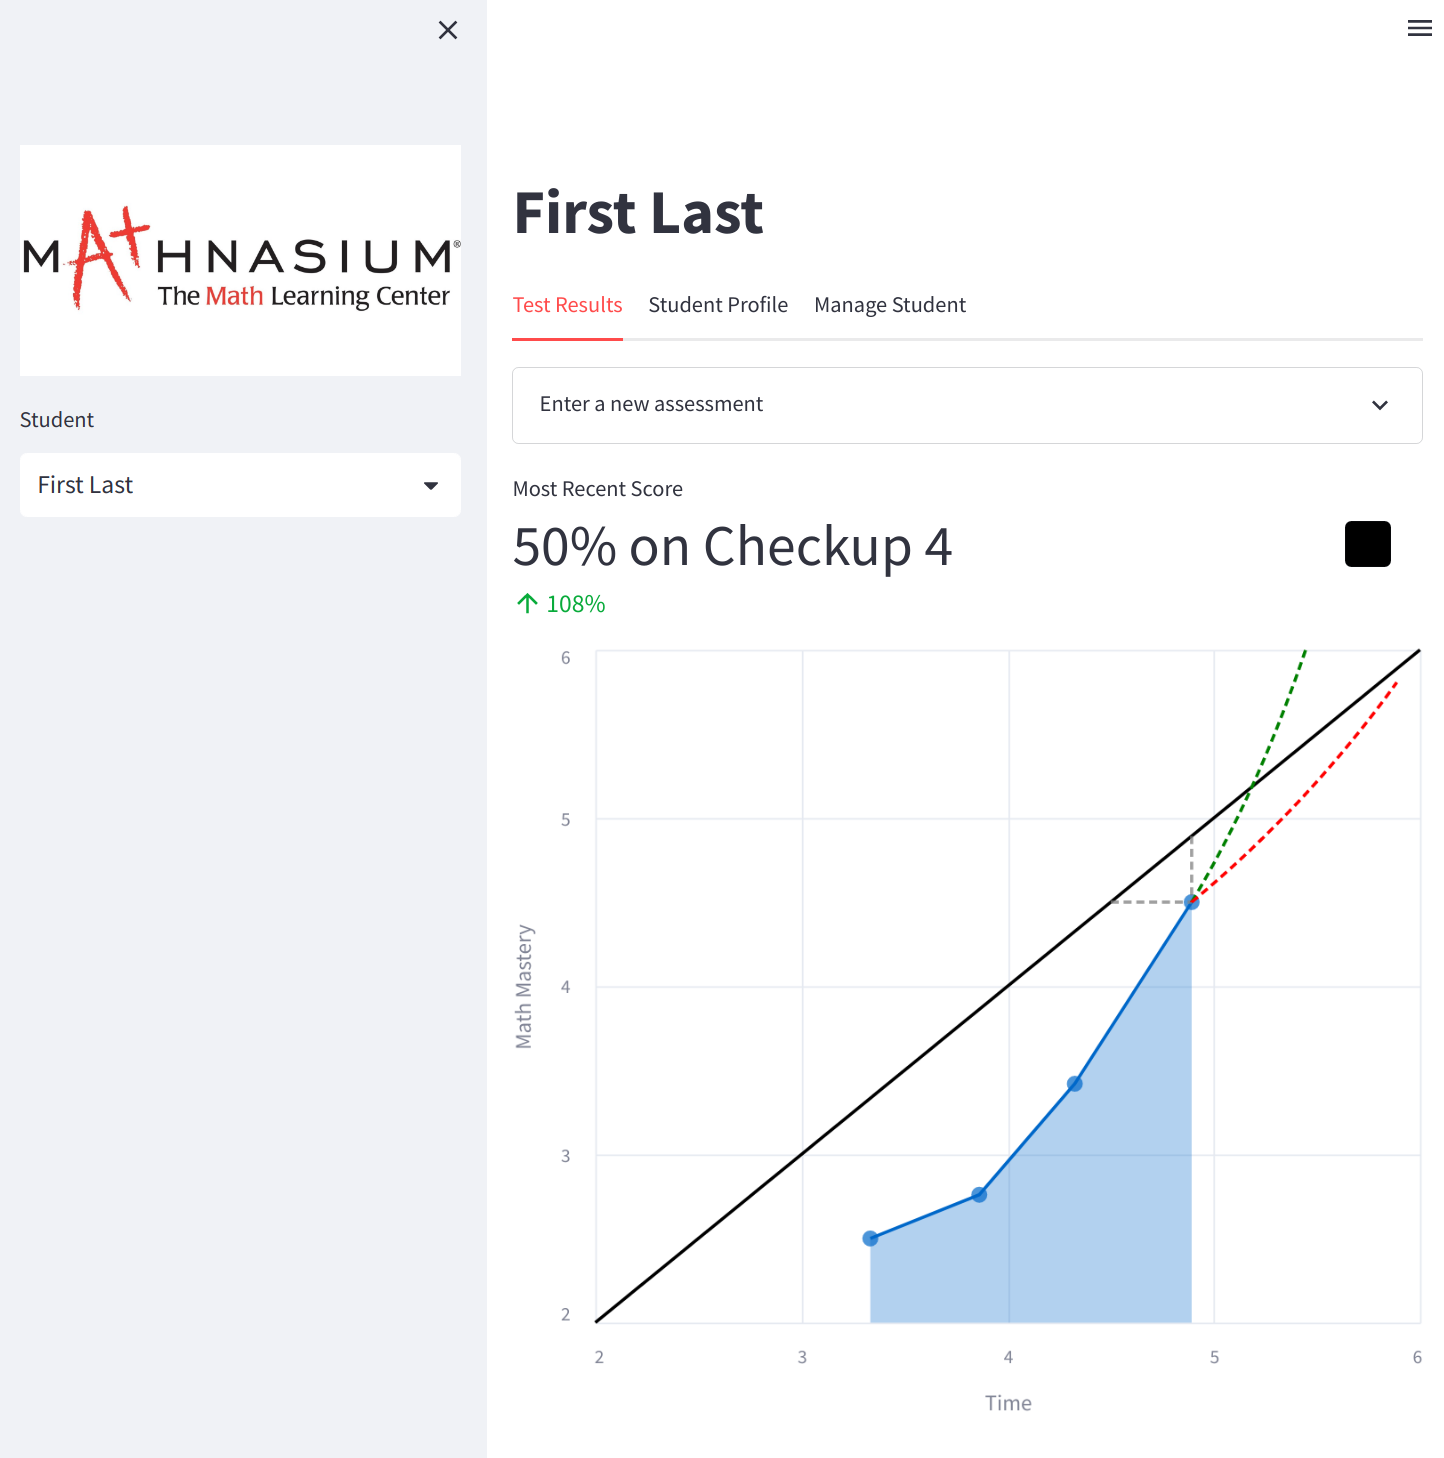 MATHNASIUM®
The Math Learning Center
Student
First Last
First Last
Test Results Student Profile Manage Student
Enter a new assessment
Most Recent Score
50% on Checkup 4
108%
6
5
4
3
2
Math Mastery
2 3 4 5 6
Time